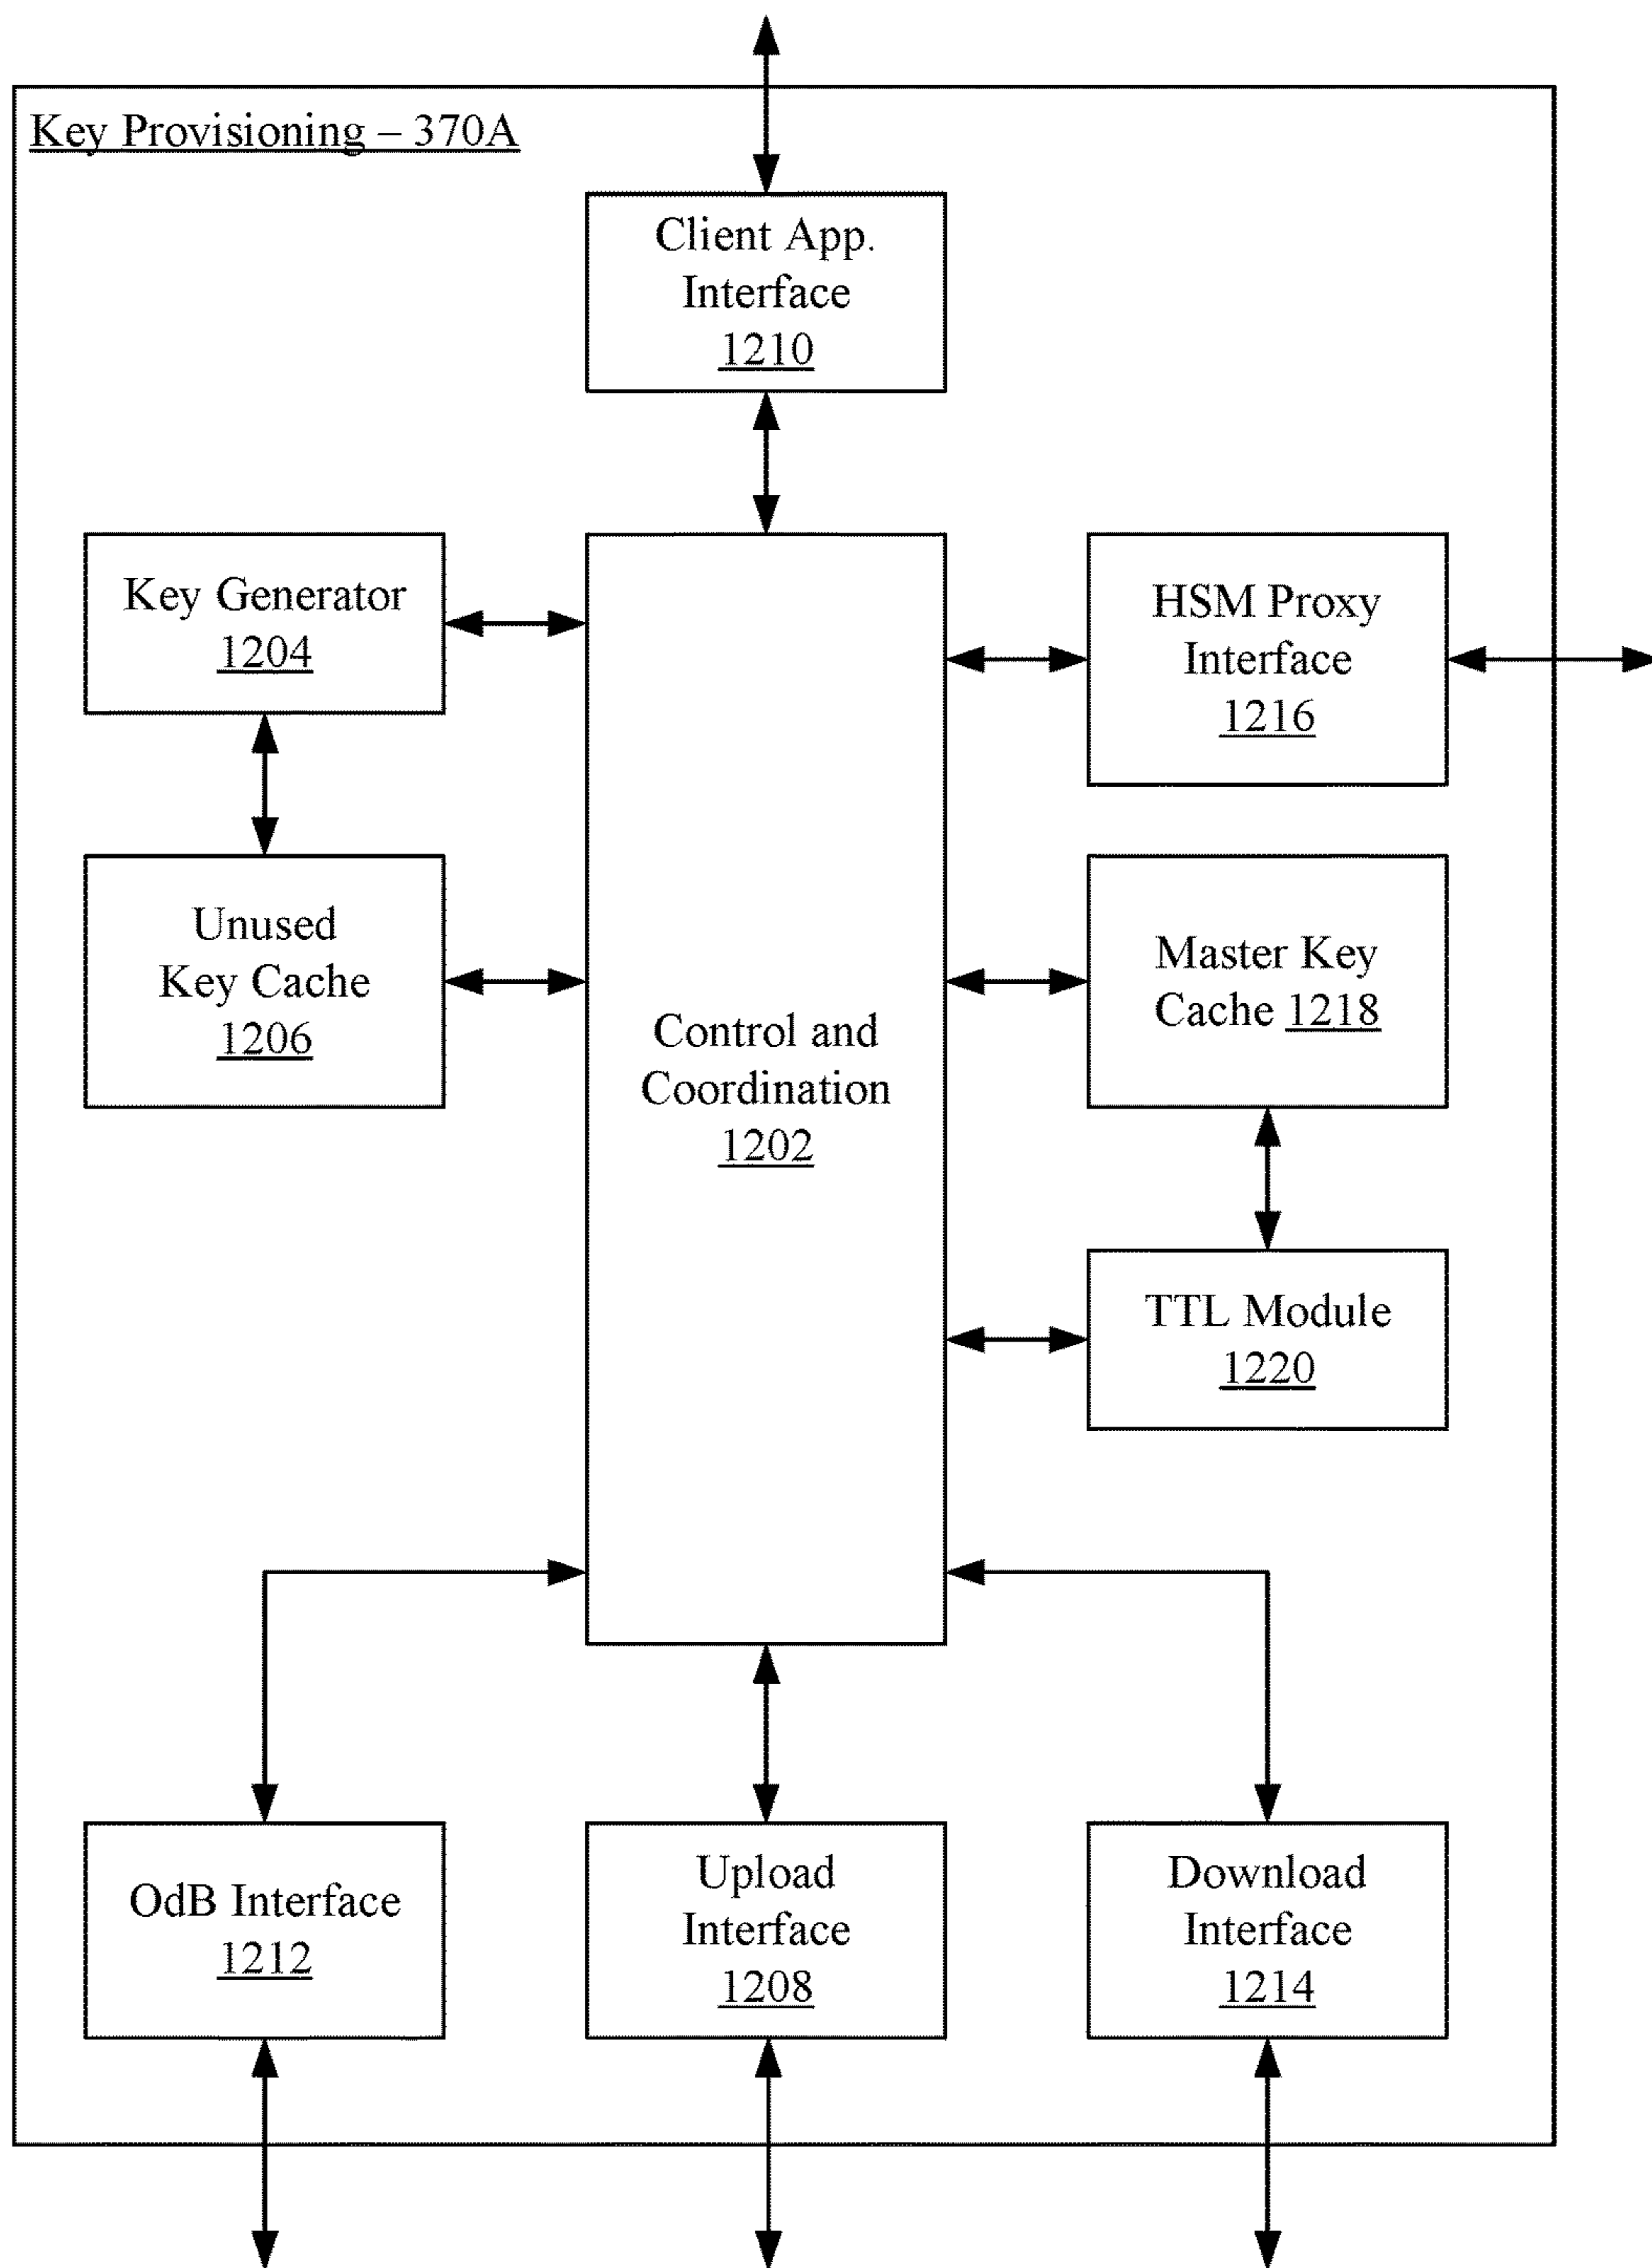 Key Provisioning – 370A
Client App.
Interface
1210
Key Generator
1204
HSM Proxy
Interface
1216
Unused
Key Cache
1206
Master Key
Cache 1218
Control and
Coordination
1202
TTL Module
1220
OdB Interface
1212
Upload
Interface
1208
Download
Interface
1214